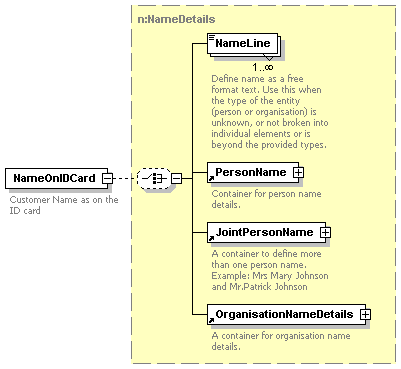 n:NameDetails
NameLine
1..∞
Define name as a free
format text. Use this when
the type of the entity
(person or organisation) is
unknown, or not broken into
individual elements or is
beyond the provided types.
NameOnIDCard
Customer Name as on the
ID card
PersonName
Container for person name
details.
JointPersonName
A container to define more
than one person name.
Example: Mrs Mary Johnson
and Mr.Patrick Johnson
OrganisationNameDetails
A container for organisation name
details.